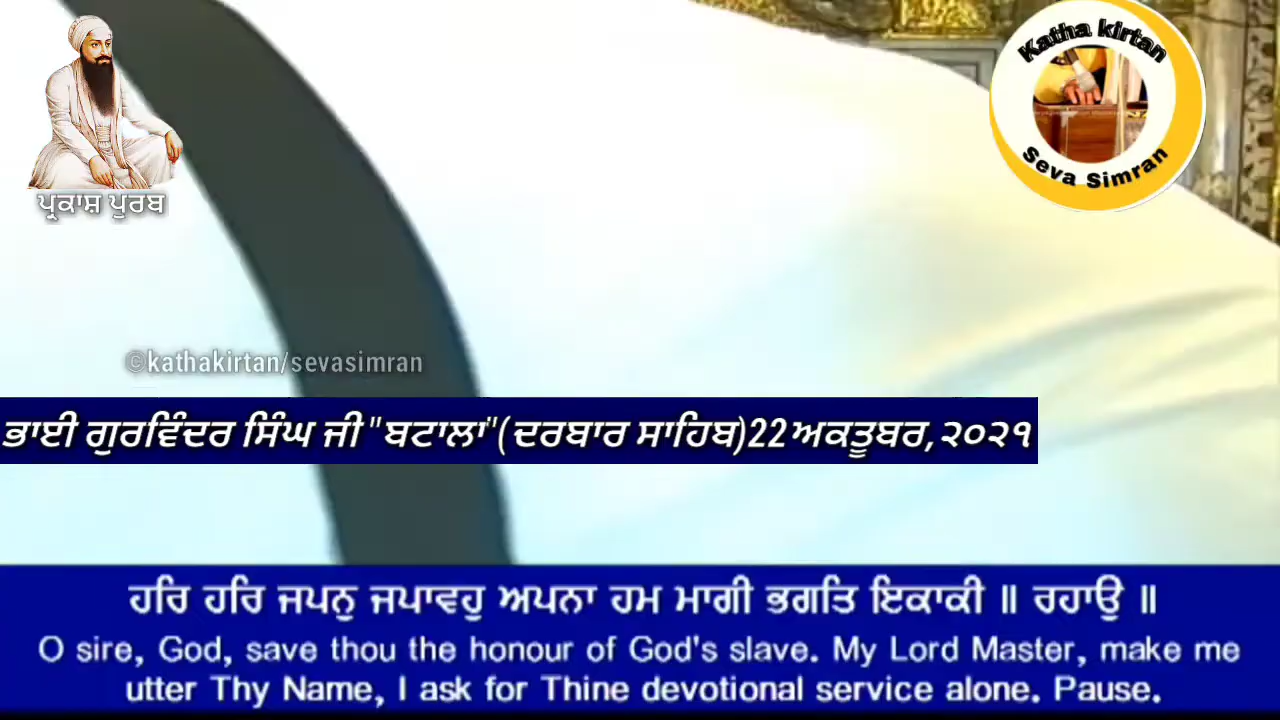 Katha kirtan
Seva Simran
ਪ੍ਰਕਾਸ਼ ਪੁਰਬ
©kathakirtan/sevasimran
ਭਾਈ ਗੁਰਵਿੰਦਰ ਸਿੰਘ ਜੀ "ਬਟਾਲਾ"(ਦਰਬਾਰ ਸਾਹਿਬ)22ਅਕਤੂਬਰ,੨੦੨੧
ਹਰਿ ਹਰਿ ਜਪਨੁ ਜਪਾਵਹੁ ਅਪਨਾ ਹਮ ਮਾਗੀ ਭਗਤਿ ਇਕਾਕੀ ॥ ਰਹਾਉ ॥
O sire, God, save thou the honour of God's slave. My Lord Master, make me
utter Thy Name, I ask for Thine devotional service alone. Pause.